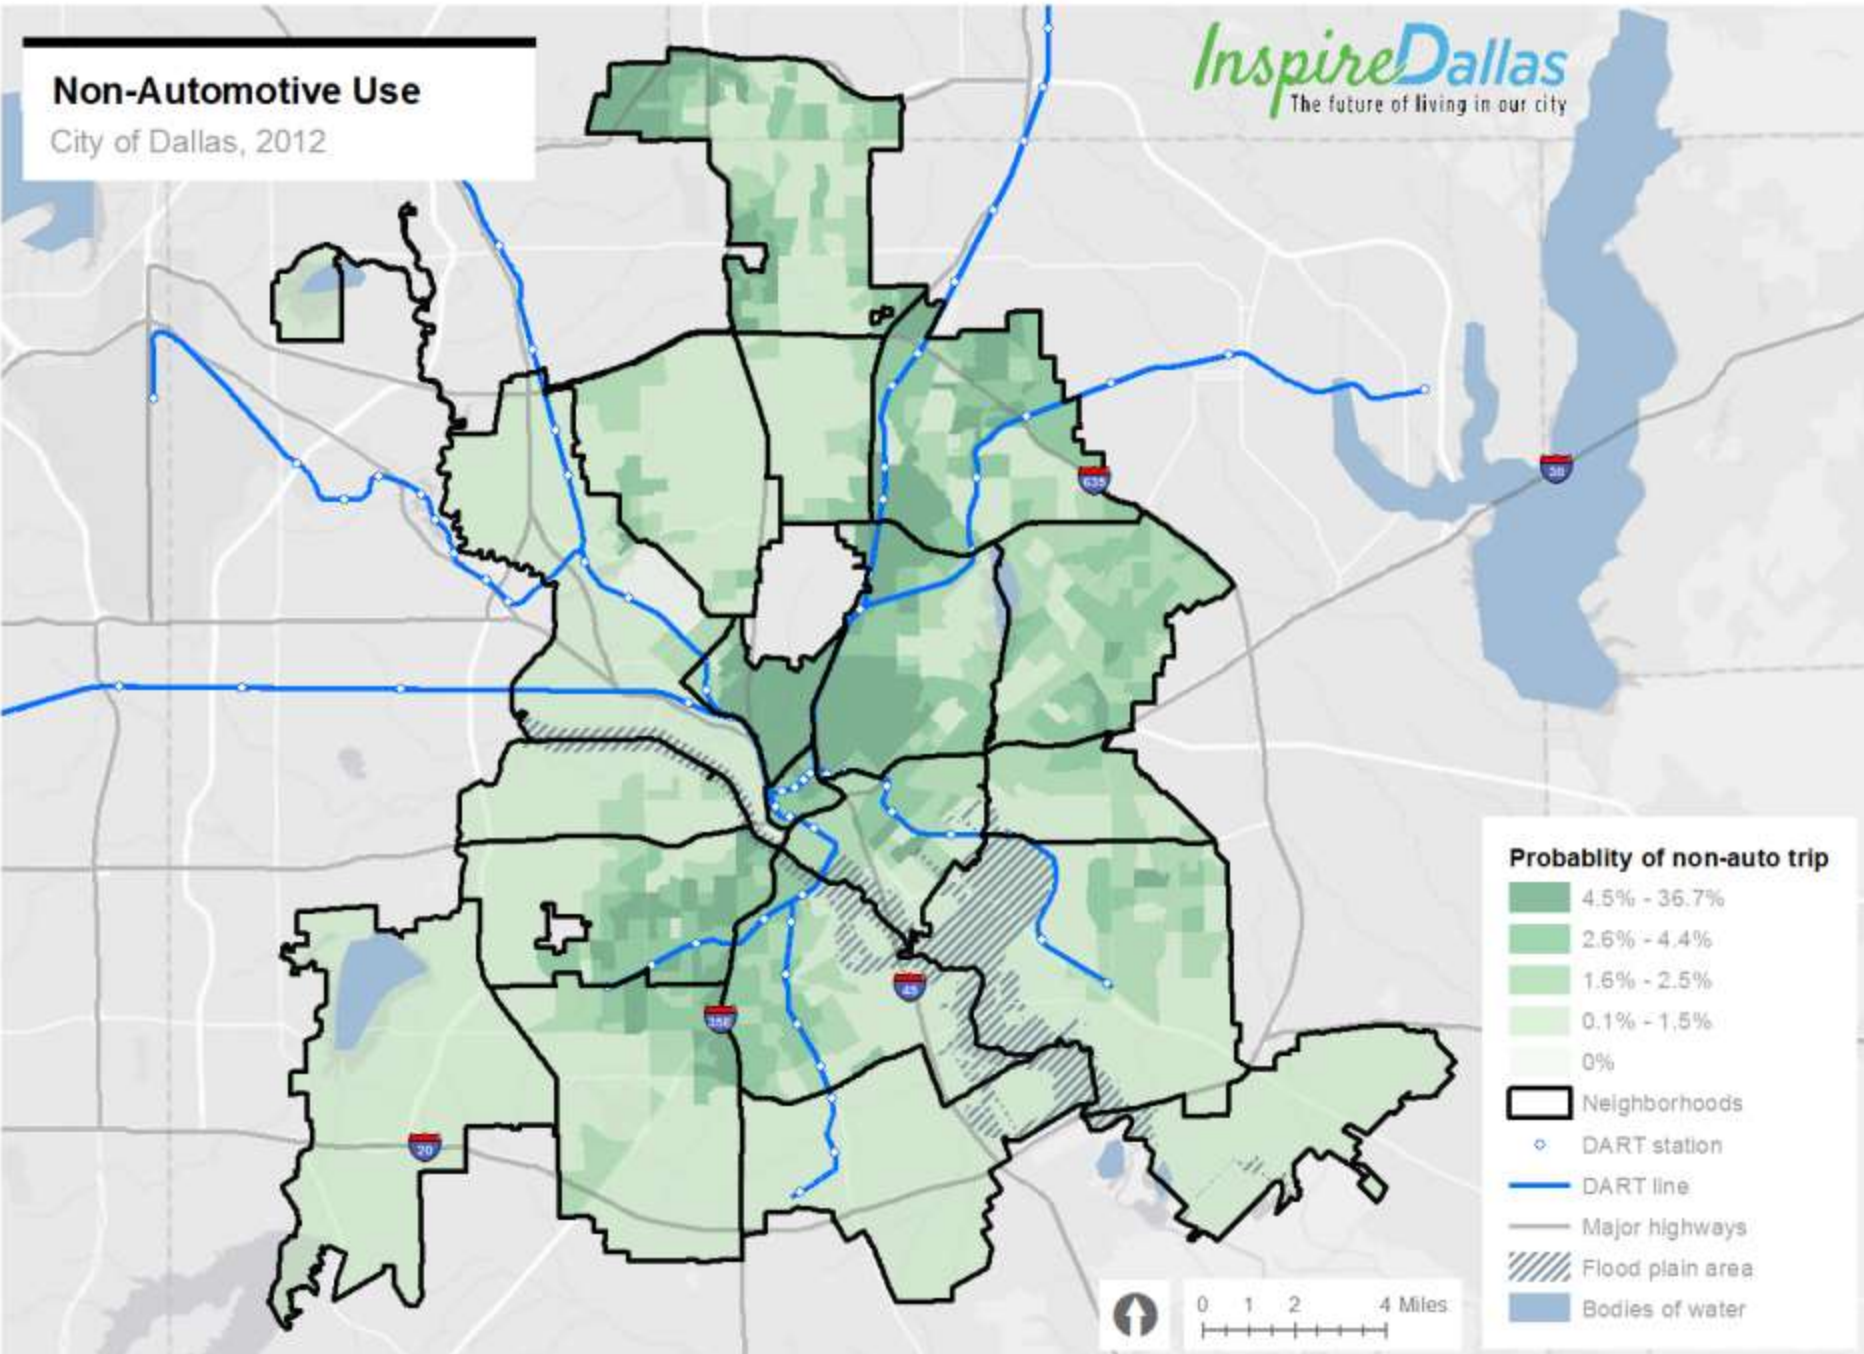 Non-Automotive Use
City of Dallas, 2012
InspireDallas
The future of living in our city
635
30
45
35E
20
Probablity of non-auto trip
4.5% - 36.7%
2.6% - 4.4%
1.6% - 2.5%
0.1% - 1.5%
0%
Neighborhoods
DART station
DART line
Major highways
Flood plain area
Bodies of water
0 1 2 4 Miles